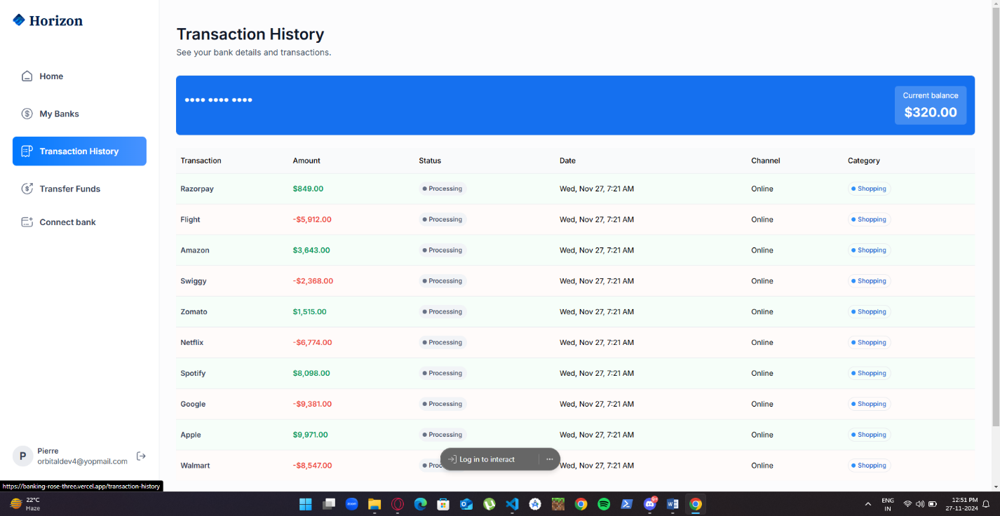 Horizon
Home
My Banks
Transaction History
Transfer Funds
Connect bank
P
Pierre
orbitaldev4@yopmail.com
Transaction History
See your bank details and transactions.
Current balance
$320.00
Transaction Amount Status Date Channel Category
Razorpay $849.00 Processing Wed, Nov 27, 7:21 AM Online Shopping
Flight -$5,912.00 Processing Wed, Nov 27, 7:21 AM Online Shopping
Amazon $3,643.00 Processing Wed, Nov 27, 7:21 AM Online Shopping
Swiggy -$2,368.00 Processing Wed, Nov 27, 7:21 AM Online Shopping
Zomato $1,515.00 Processing Wed, Nov 27, 7:21 AM Online Shopping
Netflix -$6,774.00 Processing Wed, Nov 27, 7:21 AM Online Shopping
Spotify $8,098.00 Processing Wed, Nov 27, 7:21 AM Online Shopping
Google -$9,381.00 Processing Wed, Nov 27, 7:21 AM Online Shopping
Apple $9,971.00 Processing Wed, Nov 27, 7:21 AM Online Shopping
Walmart -$8,547.00 Proc Wed, Nov 27, 7:21 AM Online Shopping
Log in to interact
https://banking-rose-three.vercel.app/transaction-history
22°C
Haze
zoom
9+
ENG
IN
12:51 PM
27-11-2024